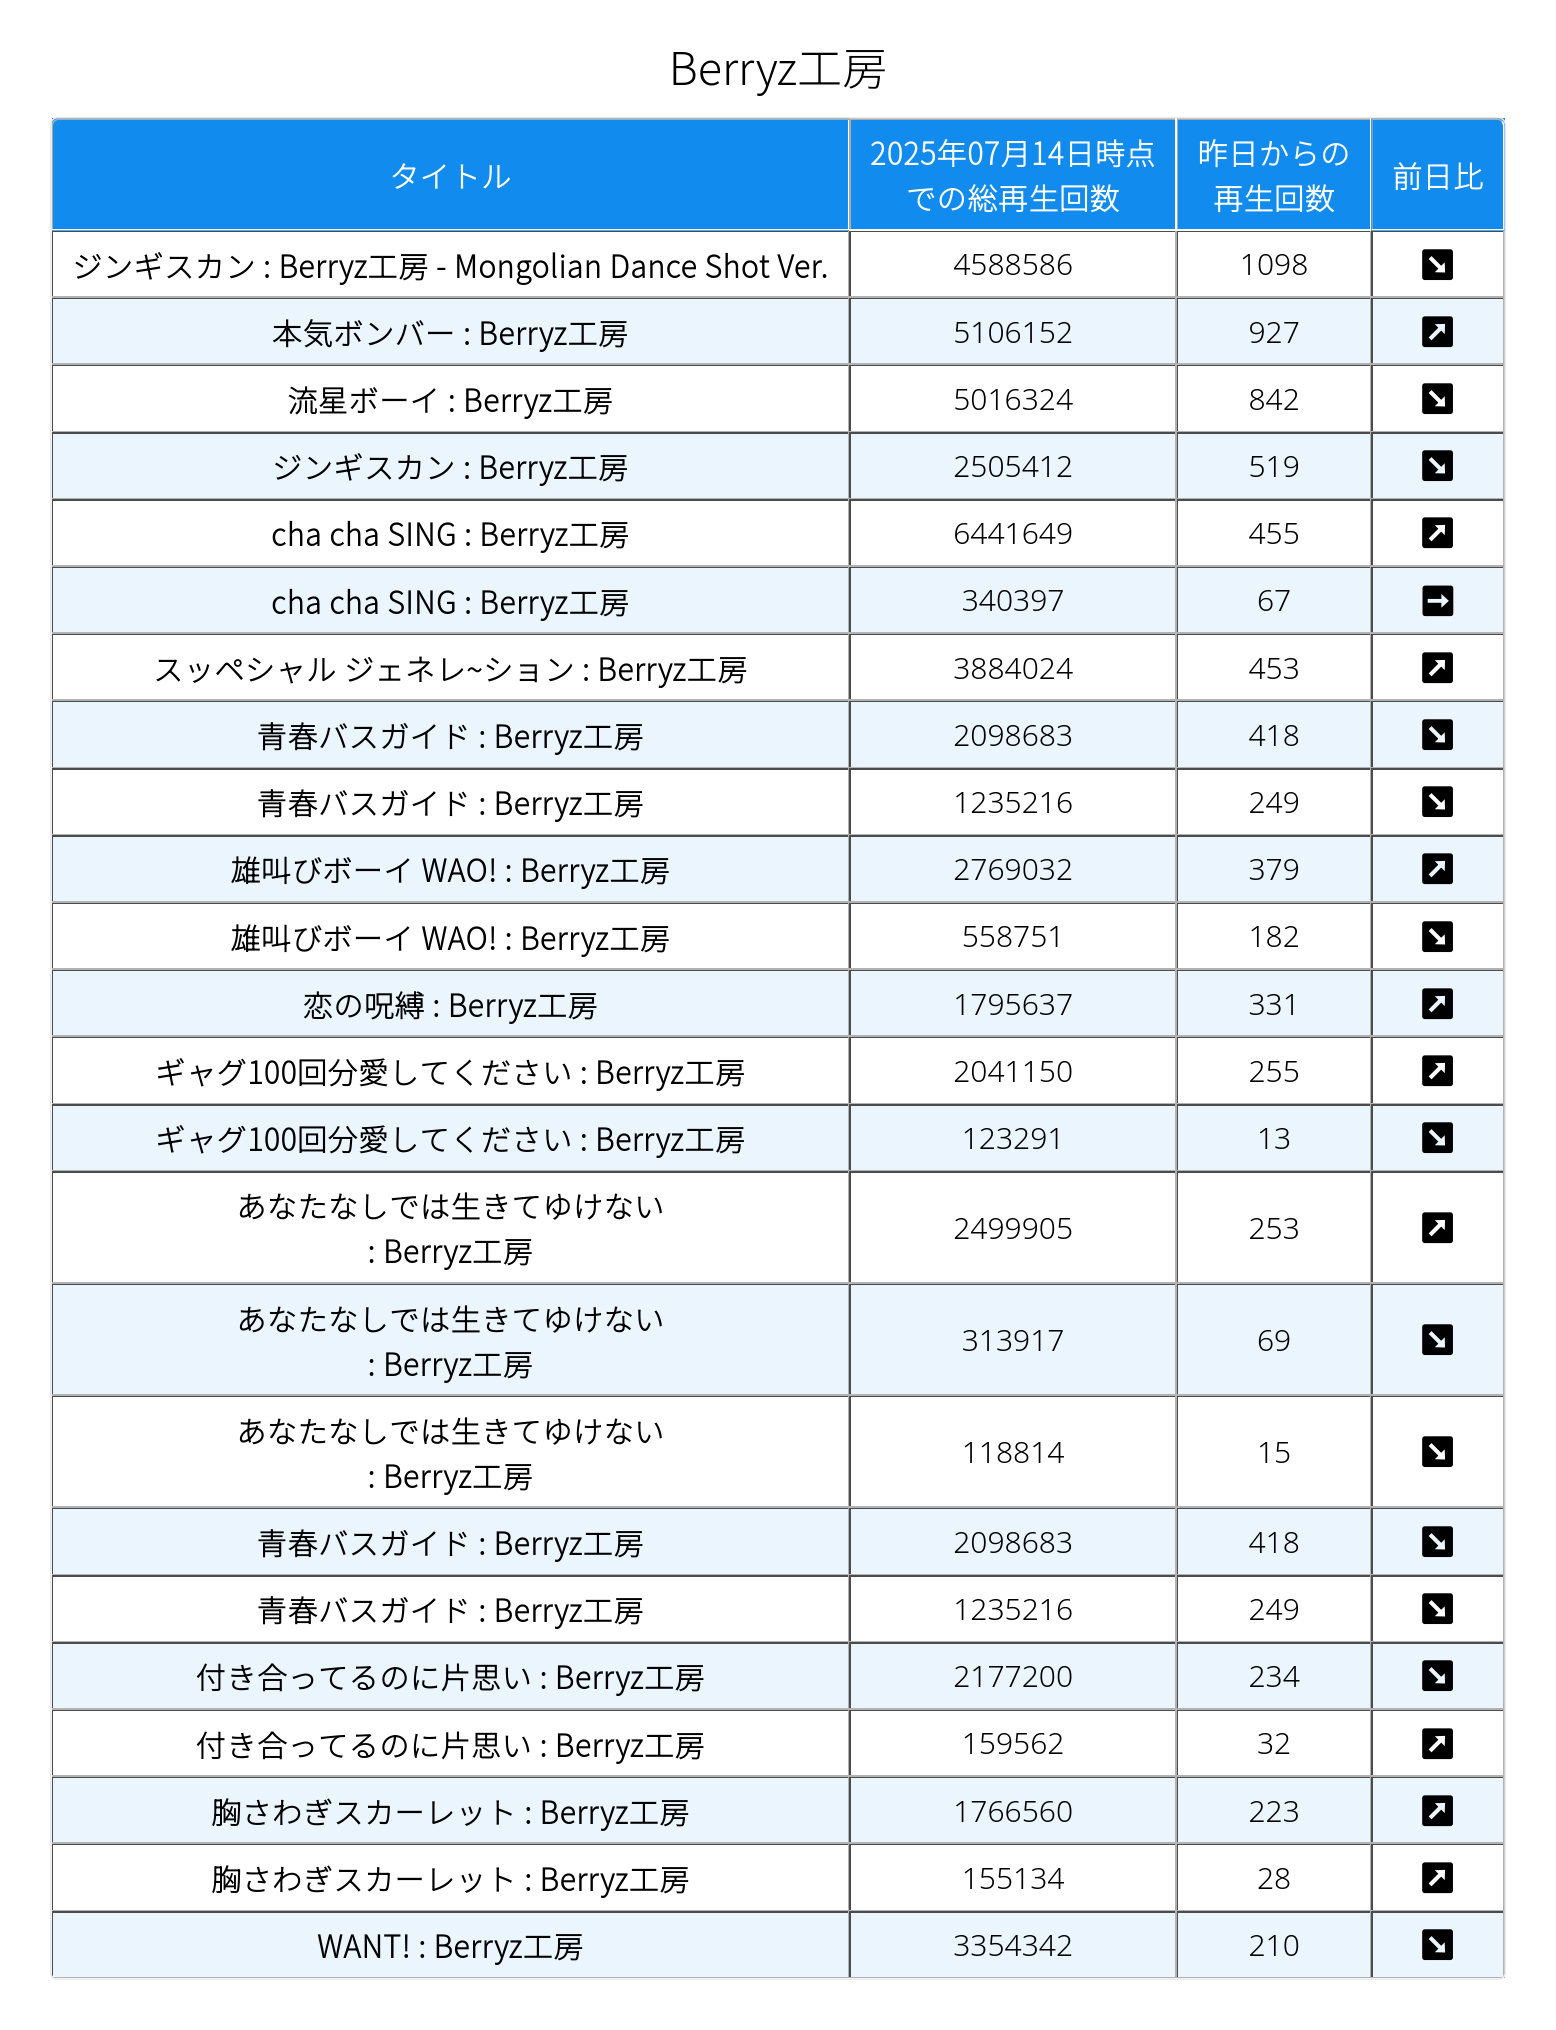 Berryz工房
タイトル
2025年07月14日時点
での総再生回数
昨日からの
再生回数
前日比
ジンギスカン : Berryz工房 - Mongolian Dance Shot Ver. 4588586 1098
本気ボンバー : Berryz工房 5106152 927
流星ボーイ : Berryz工房 5016324 842
ジンギスカン : Berryz工房 2505412 519
cha cha SING : Berryz工房 6441649 455
cha cha SING : Berryz工房 340397 67
スッペシャル ジェネレ~ション : Berryz工房 3884024 453
青春バスガイド : Berryz工房 2098683 418
青春バスガイド : Berryz工房 1235216 249
雄叫びボーイ WAO! : Berryz工房 2769032 379
雄叫びボーイ WAO! : Berryz工房 558751 182
恋の呪縛 : Berryz工房 1795637 331
ギャグ100回分愛してください : Berryz工房 2041150 255
ギャグ100回分愛してください : Berryz工房 123291 13
あなたなしでは生きてゆけない
: Berryz工房 2499905 253
あなたなしでは生きてゆけない
: Berryz工房 313917 69
あなたなしでは生きてゆけない
: Berryz工房 118814 15
青春バスガイド : Berryz工房 2098683 418
青春バスガイド : Berryz工房 1235216 249
付き合ってるのに片思い : Berryz工房 2177200 234
付き合ってるのに片思い : Berryz工房 159562 32
胸さわぎスカーレット : Berryz工房 1766560 223
胸さわぎスカーレット : Berryz工房 155134 28
WANT! : Berryz工房 3354342 210